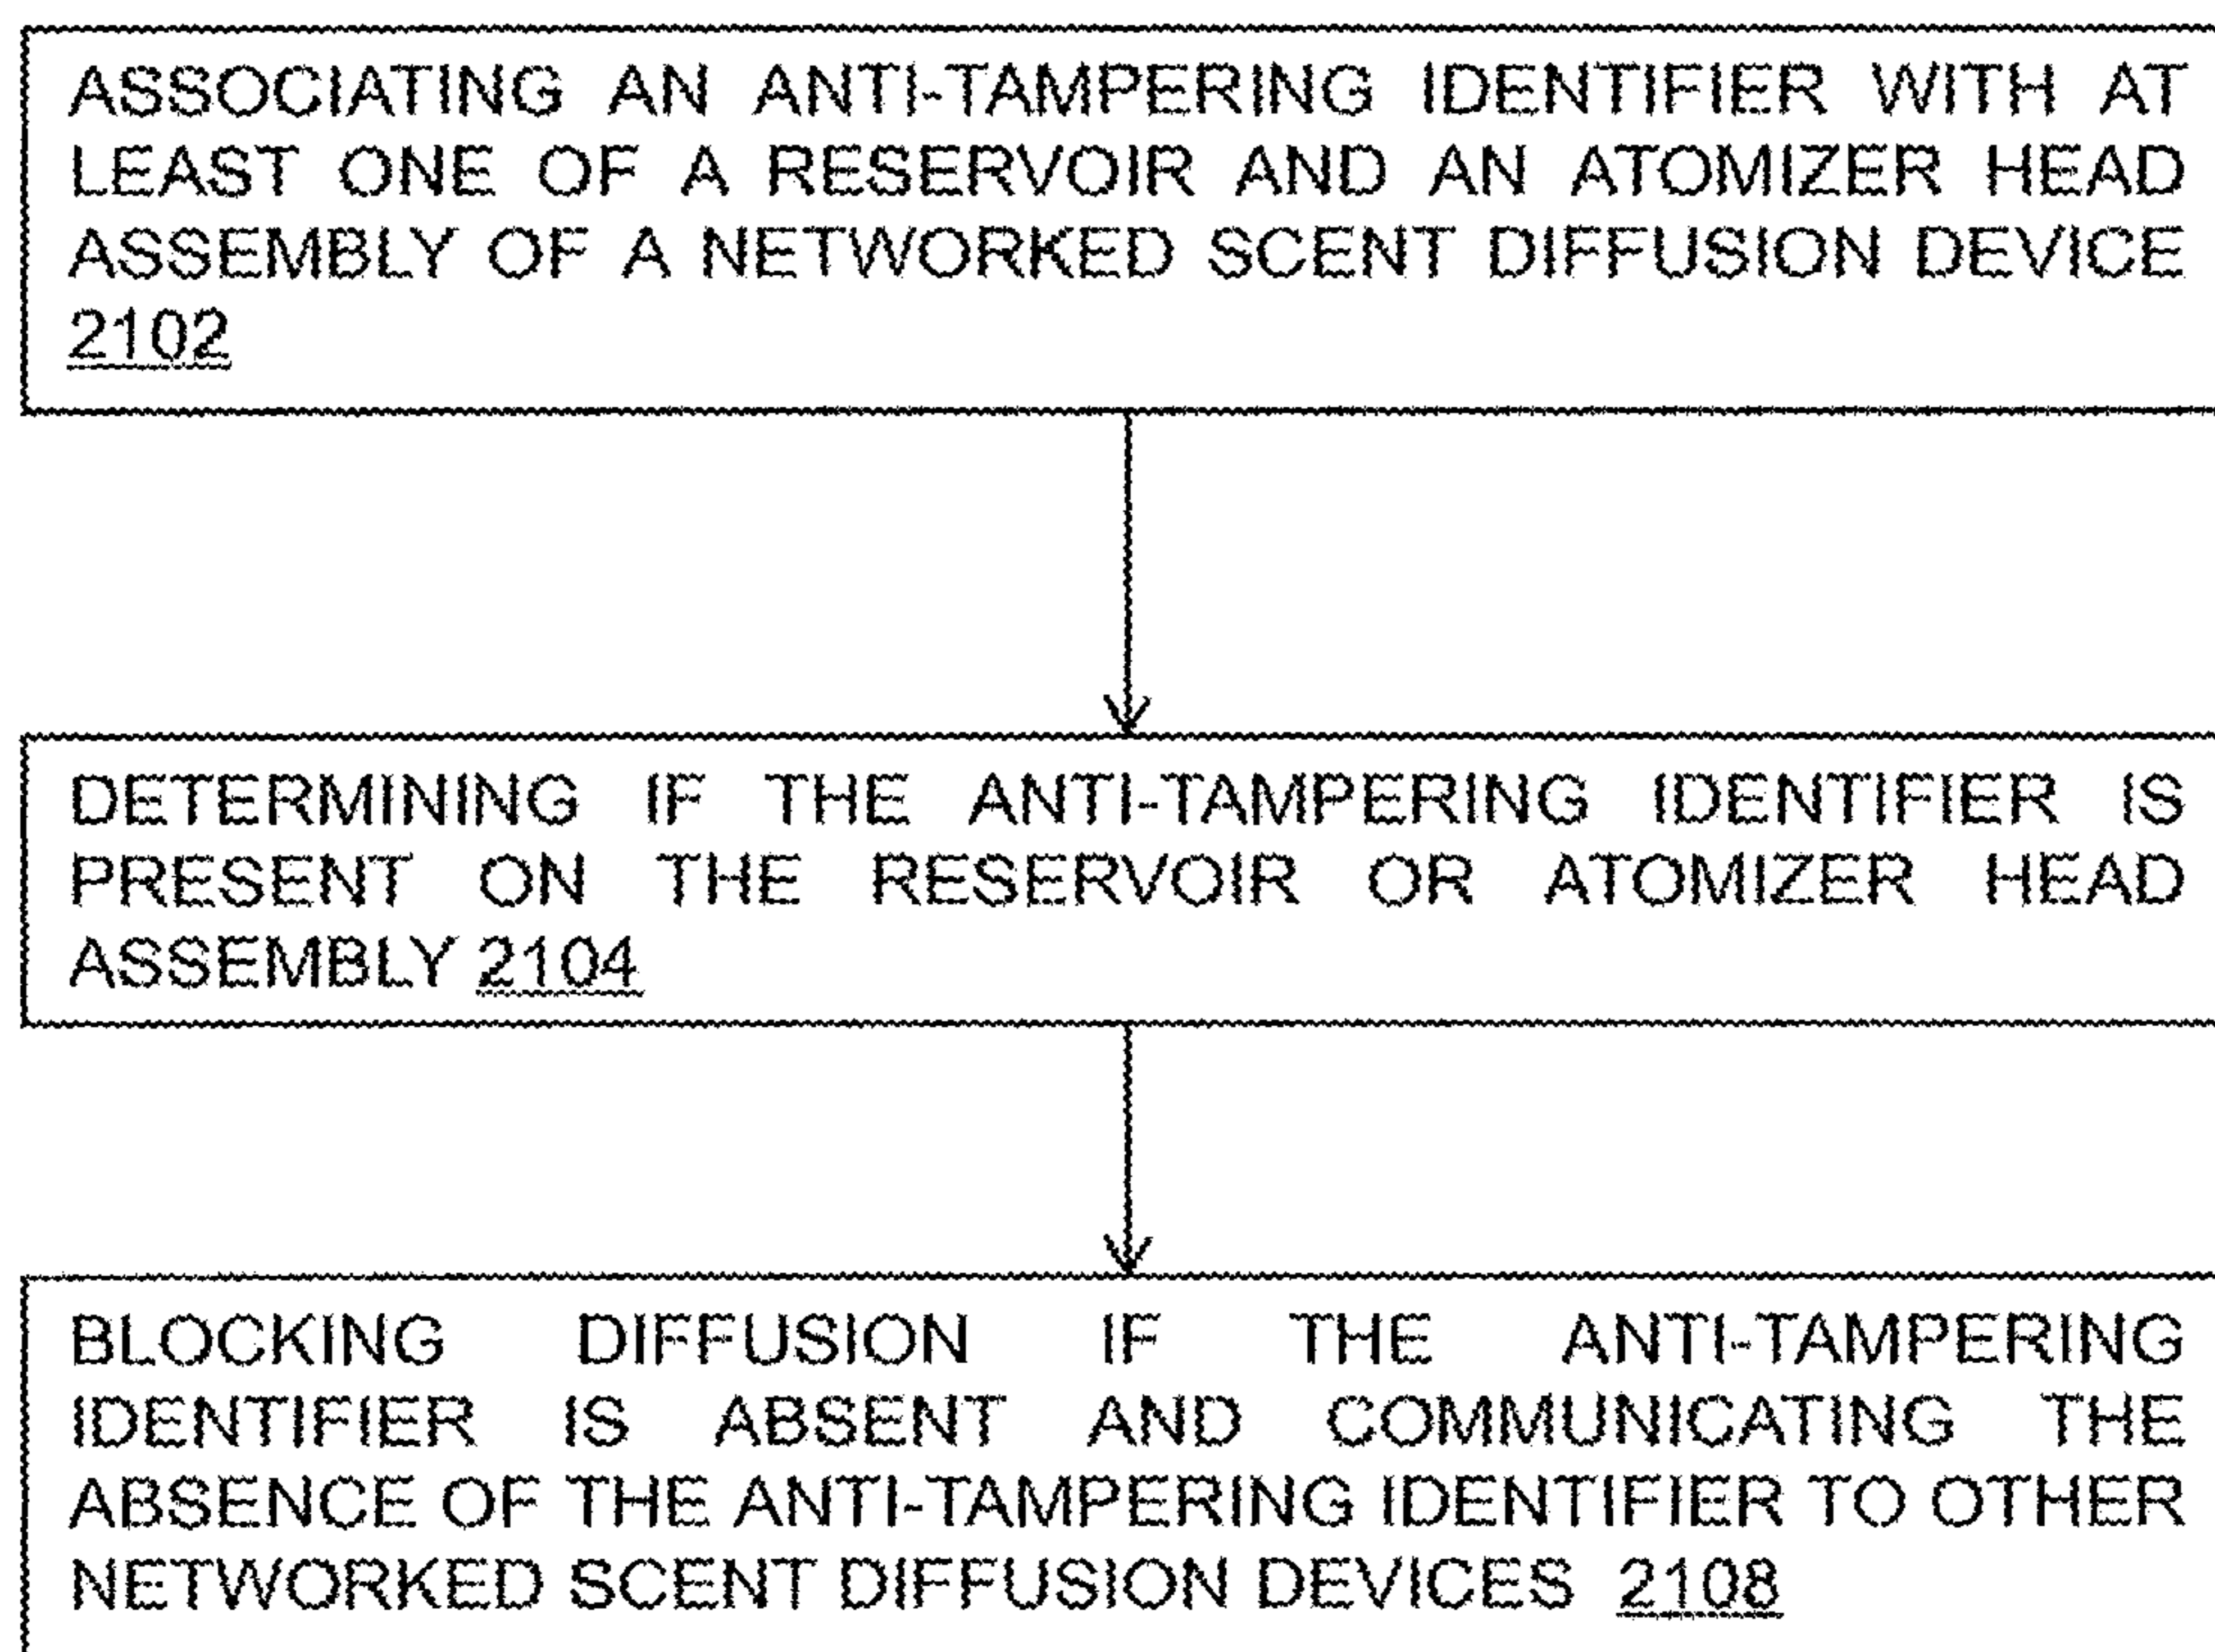 ASSOCIATING AN ANTI-TAMPERING IDENTIFIER WITH AT
LEAST ONE OF A RESERVOIR AND AN ATOMIZER HEAD
ASSEMBLY OF A NETWORKED SCENT DIFFUSION DEVICE
2102
DETERMINING IF THE ANTI-TAMPERING IDENTIFIER IS
PRESENT ON THE RESERVOIR OR ATOMIZER HEAD
ASSEMBLY 2104
BLOCKING DIFFUSION IF THE ANTI-TAMPERING
IDENTIFIER IS ABSENT AND COMMUNICATING THE
ABSENCE OF THE ANTI-TAMPERING IDENTIFIER TO OTHER
NETWORKED SCENT DIFFUSION DEVICES 2108